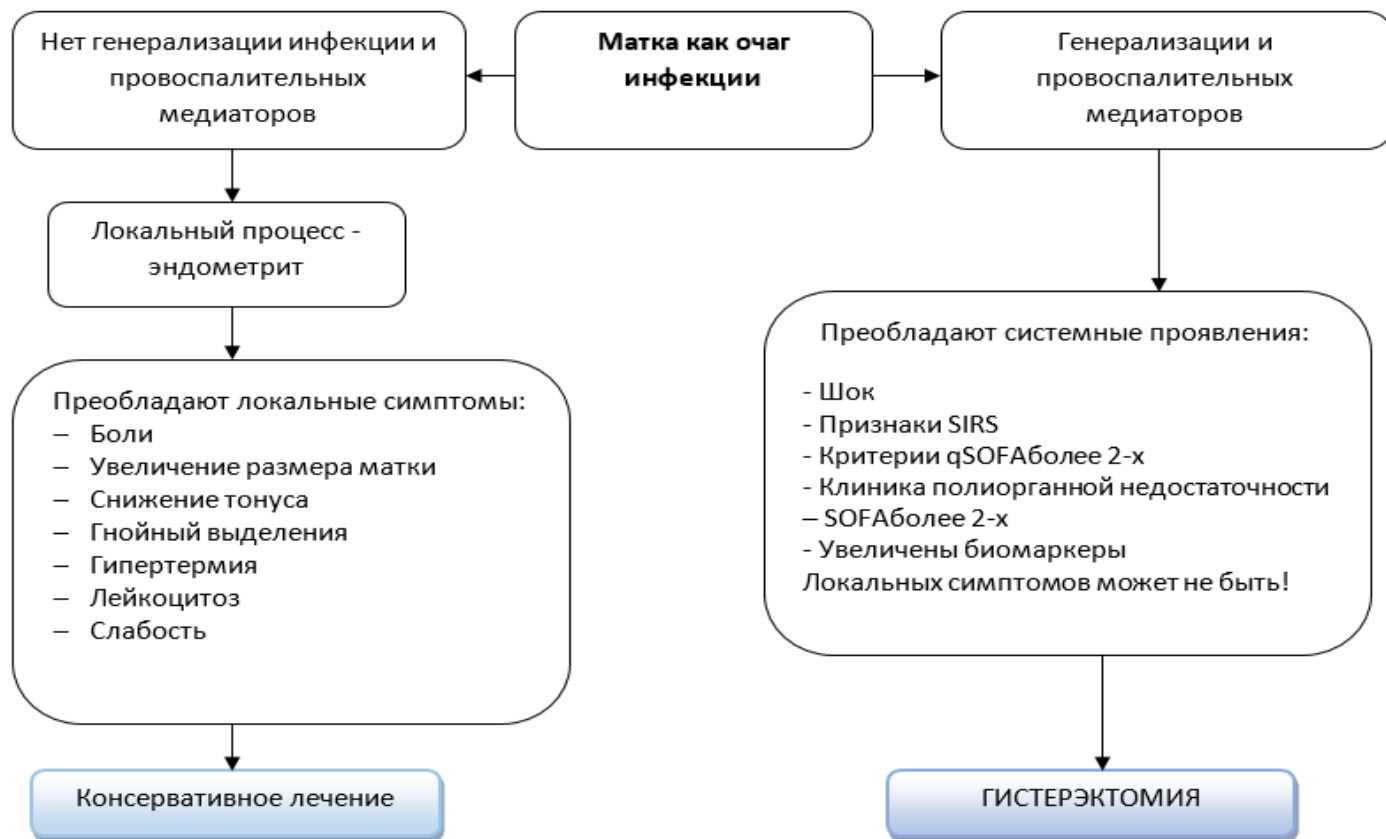 Нет генерализации инфекции и
провоспалительных
медиаторов
Матка как очаг
инфекции
Генерализации и
провоспалительных
медиаторов
Локальный процесс -
эндометрит
Преобладают локальные симптомы:
– Боли
– Увеличение размера матки
– Снижение тонуса
– Гнойный выделения
– Гипертермия
– Лейкоцитоз
– Слабость
Преобладают системные проявления:
- Шок
- Признаки SIRS
- Критерии qSOFAболее 2-х
- Клиника полиорганной недостаточности
– SOFAболее 2-х
- Увеличены биомаркеры
Локальных симптомов может не быть!
Консервативное лечение
ГИСТЕРЭКТОМИЯ